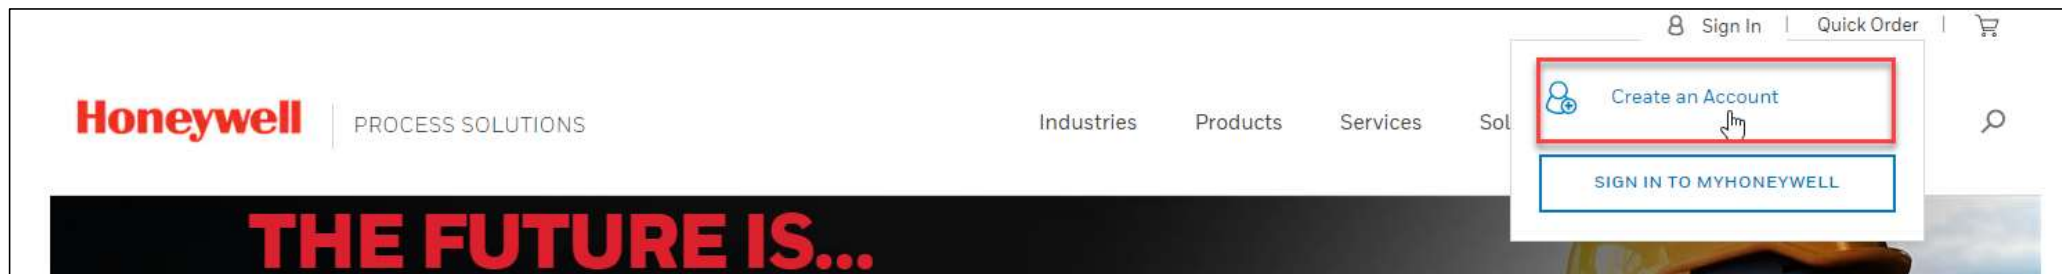 Sign In | Quick Order |
Create an Account
Honeywell | PROCESS SOLUTIONS
Industries Products Services
SIGN IN TO MYHONEYWELL
THE FUTURE IS...